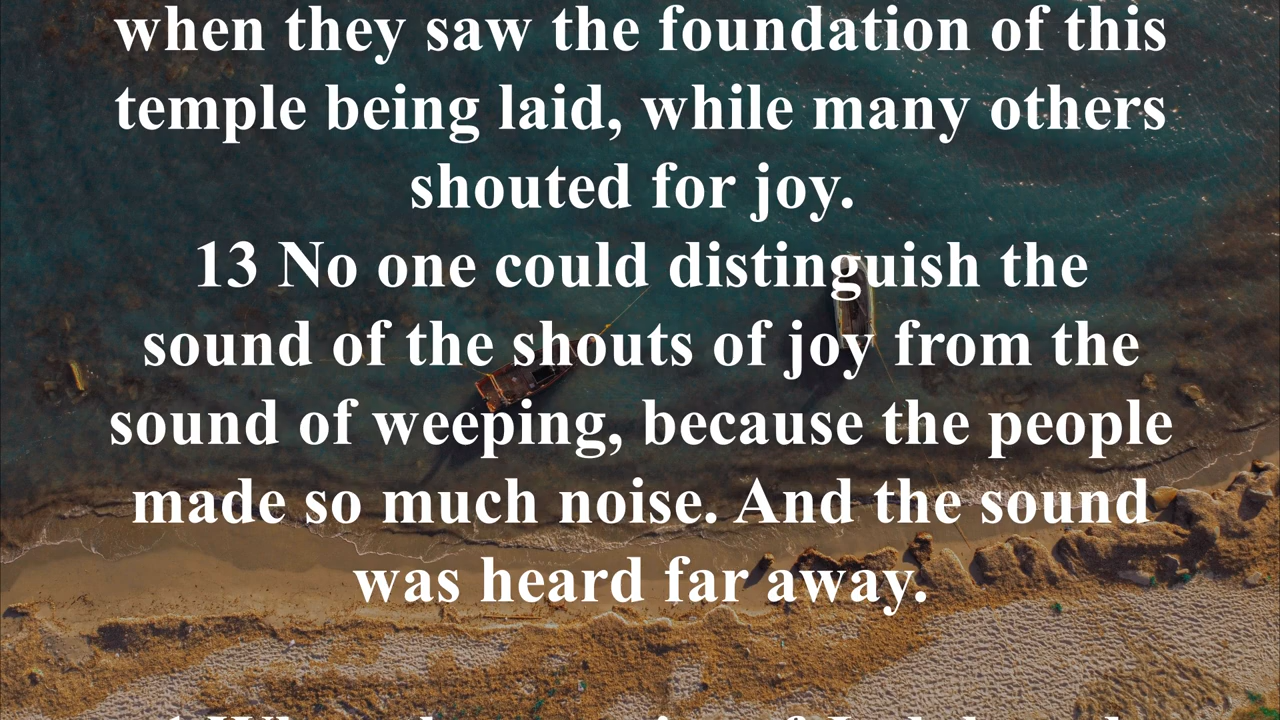 when they saw the foundation of this
temple being laid, while many others
shouted for joy.
13 No one could distinguish the
sound of the shouts of joy from the
sound of weeping, because the people
made so much noise. And the sound
was heard far away.